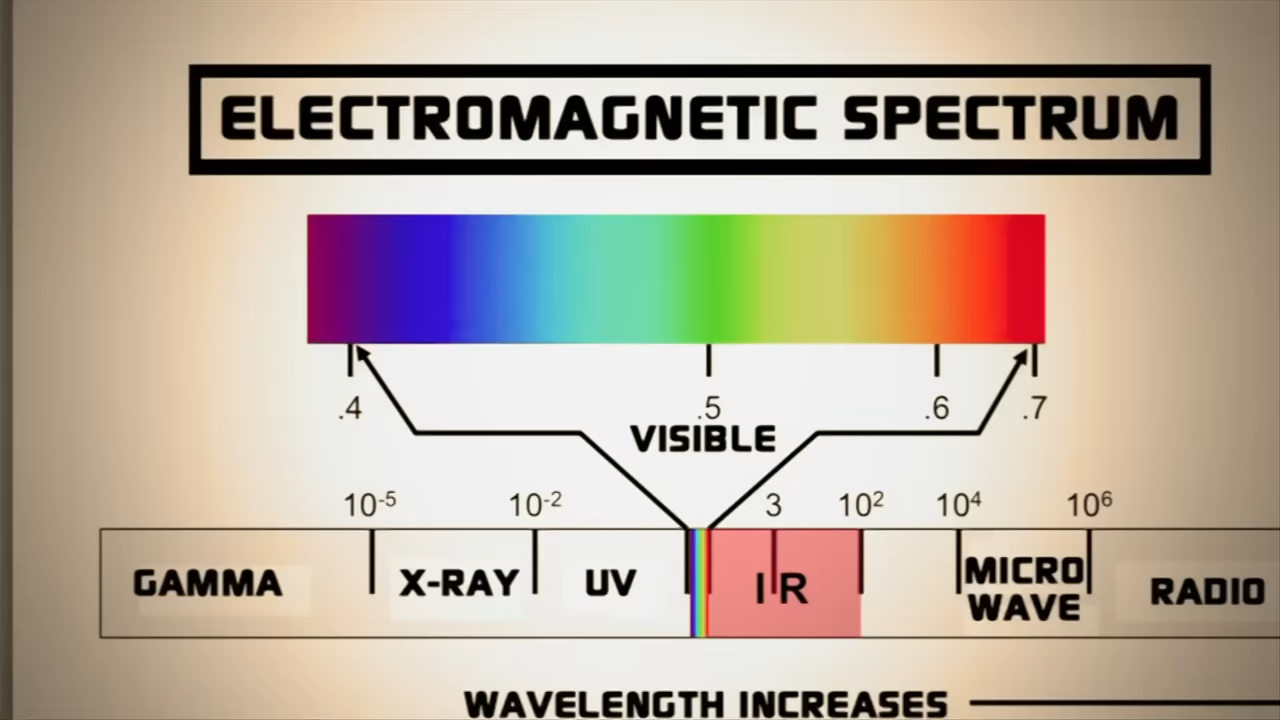 ELECTROMAGNETIC SPECTRUM
.4 .5 .6 .7
VISIBLE
10-5 10-2 3 10² 10⁴ 10⁶
GAMMA X-RAY UV IR MICRO WAVE RADIO
WAVELENGTH INCREASES